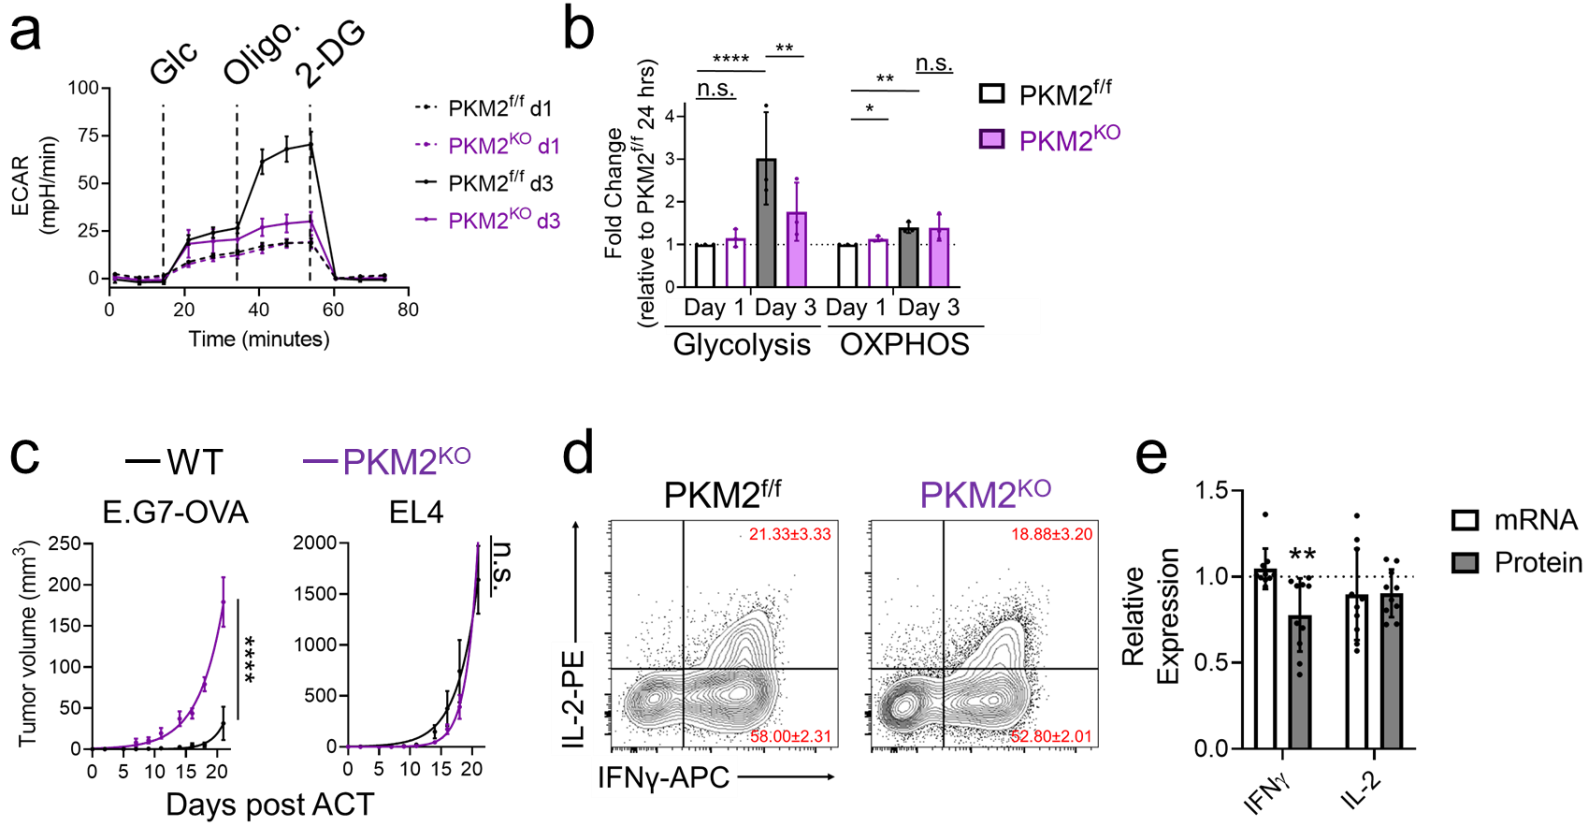 a
Glc
Oligo.
2-DG
100
75
50
25
0
ECAR
(mpH/min)
0
20
40
60
80
Time (minutes)
PKM2f/f d1
PKM2KO d1
PKM2f/f d3
PKM2KO d3
b
****
**
n.s.
**
n.s.
*
4
3
2
1
0
Fold Change
(relative to PKM2f/f 24 hrs)
Day 1
Day 3
Day 1
Day 3
Glycolysis
OXPHOS
PKM2f/f
PKM2KO
c
WT
PKM2KO
E.G7-OVA
EL4
250
200
150
100
50
0
Tumor volume (mm3)
0
5
10
15
20
****
2000
1500
1000
500
0
0
5
10
15
20
n.s.
Days post ACT
d
PKM2f/f
PKM2KO
21.33±3.33
58.00±2.31
18.88±3.20
52.80±2.01
IL-2-PE
IFNγ-APC
e
1.5
1.0
0.5
0.0
Relative
Expression
**
IFNγ
IL-2
mRNA
Protein